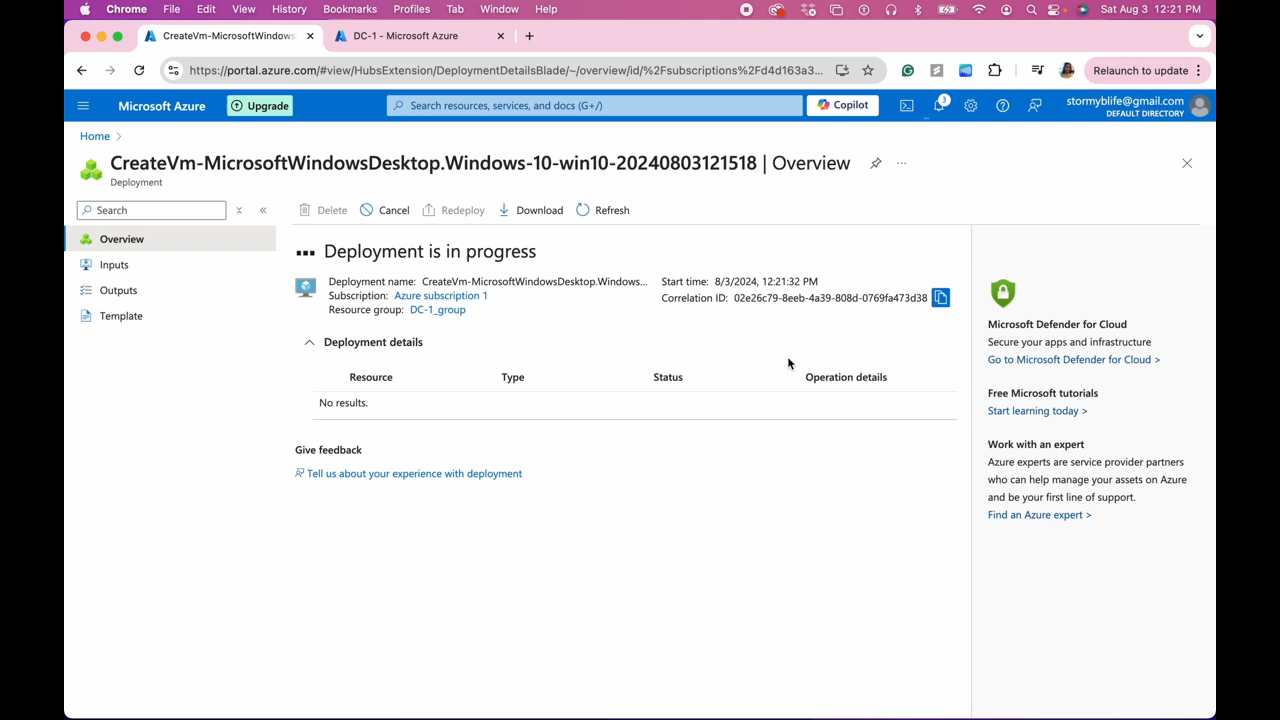 Chrome File Edit View History Bookmarks Profiles Tab Window Help Sat Aug 3 12:21 PM
CreateVm-MicrosoftWindows DC-1 - Microsoft Azure
https://portal.azure.com/#view/HubsExtension/DeploymentDetailsBlade/~/overview/id/%2Fsubscriptions%2Fd4d163a3... Relaunch to update
Microsoft Azure Upgrade Search resources, services, and docs (G+/) Copilot 3 stormyblife@gmail.com
DEFAULT DIRECTORY
Home >
CreateVm-MicrosoftWindowsDesktop.Windows-10-win10-20240803121518 | Overview
Deployment
Search Delete Cancel Redeploy Download Refresh
Overview
Inputs
Outputs
Template
Deployment is in progress
Deployment name: CreateVm-MicrosoftWindowsDesktop.Windows...
Subscription: Azure subscription 1
Resource group: DC-1_group
Start time: 8/3/2024, 12:21:32 PM
Correlation ID: 02e26c79-8eeb-4a39-808d-0769fa473d38
Deployment details
Resource Type Status Operation details
No results.
Give feedback
Tell us about your experience with deployment
Microsoft Defender for Cloud
Secure your apps and infrastructure
Go to Microsoft Defender for Cloud >
Free Microsoft tutorials
Start learning today >
Work with an expert
Azure experts are service provider partners
who can help manage your assets on Azure
and be your first line of support.
Find an Azure expert >